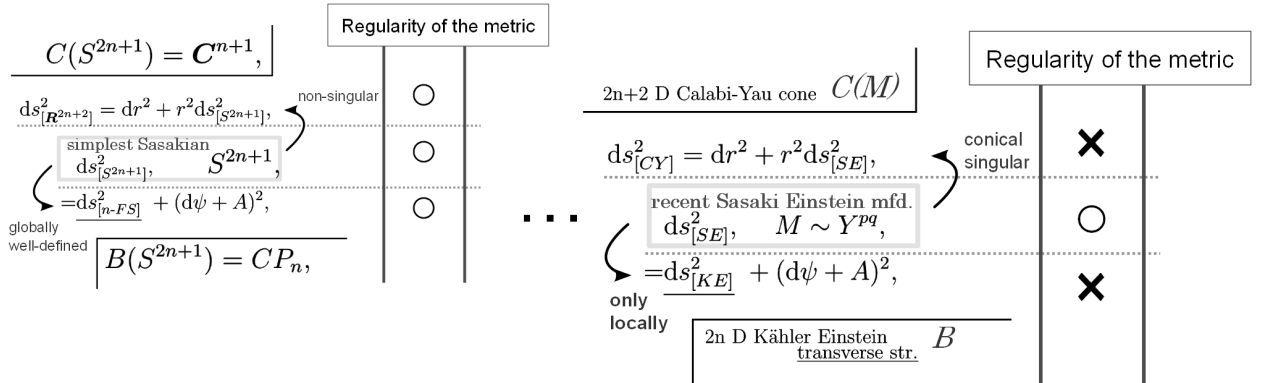 Regularity of the metric
C(S^{2n+1}) = C^{n+1},
non-singular
ds^2_{[R^{2n+2}]} = dr^2 + r^2 ds^2_{[S^{2n+1}]},
simplest Sasakian
ds^2_{[S^{2n+1}]}, S^{2n+1},
=ds^2_{[n-FS]} + (dψ + A)^2,
globally
well-defined
B(S^{2n+1}) = CP_n,
...
Regularity of the metric
2n+2 D Calabi-Yau cone C(M)
conical
singular
ds^2_{[CY]} = dr^2 + r^2 ds^2_{[SE]},
recent Sasaki Einstein mfd.
ds^2_{[SE]}, M ∼ Y^{pq},
=ds^2_{[KE]} + (dψ + A)^2,
only
locally
2n D Kähler Einstein B
transverse str.